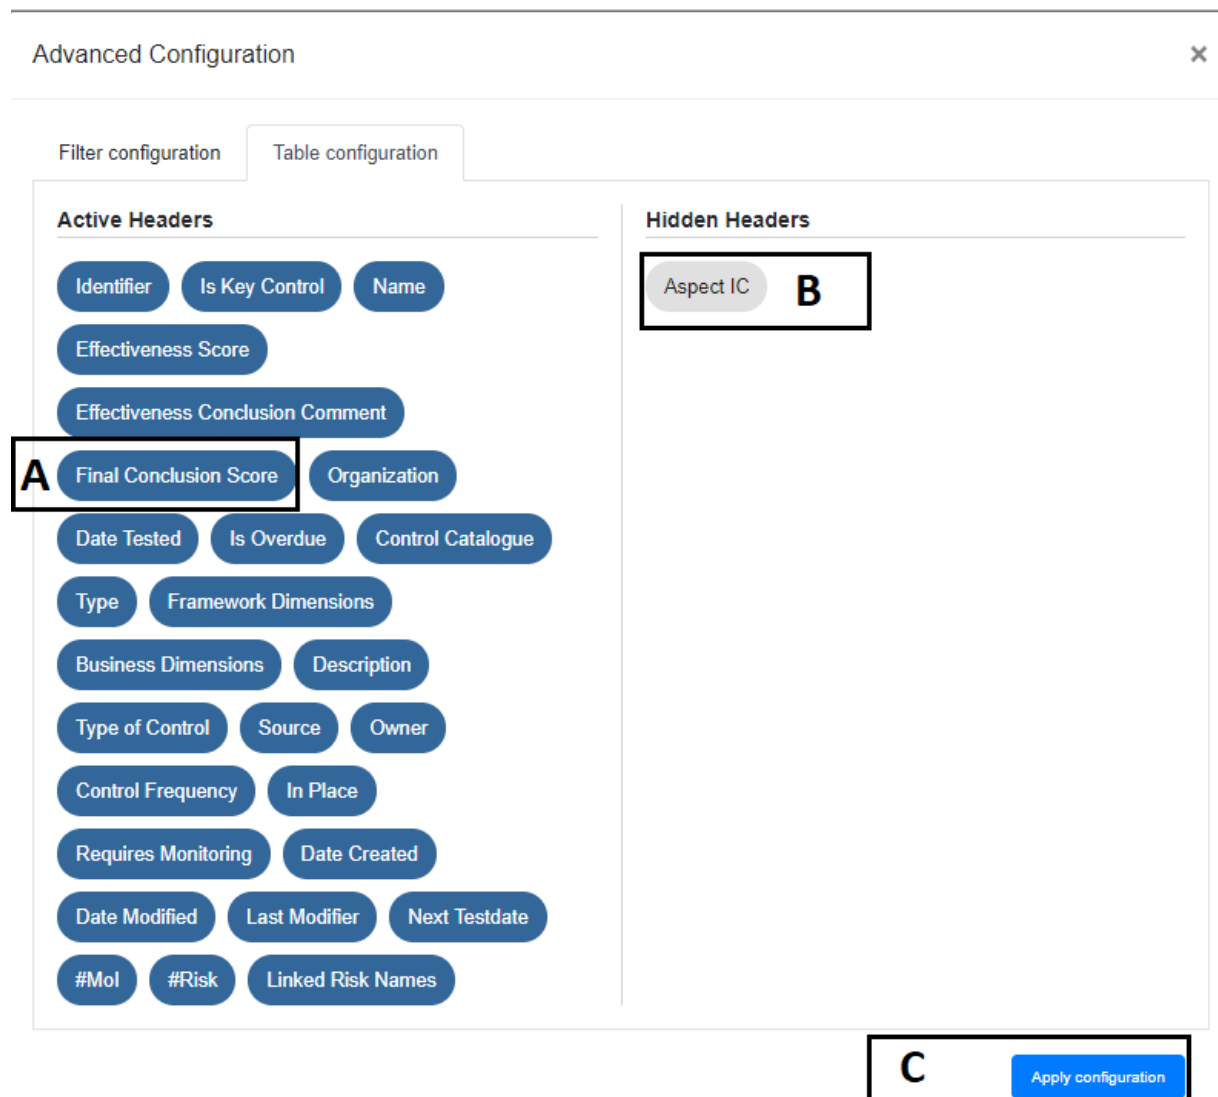 Advanced Configuration ×
Filter configuration Table configuration
Active Headers
Identifier Is Key Control Name
Effectiveness Score
Effectiveness Conclusion Comment
A Final Conclusion Score Organization
Date Tested Is Overdue Control Catalogue
Type Framework Dimensions
Business Dimensions Description
Type of Control Source Owner
Control Frequency In Place
Requires Monitoring Date Created
Date Modified Last Modifier Next Testdate
#MoI #Risk Linked Risk Names
Hidden Headers
Aspect IC B
C Apply configuration